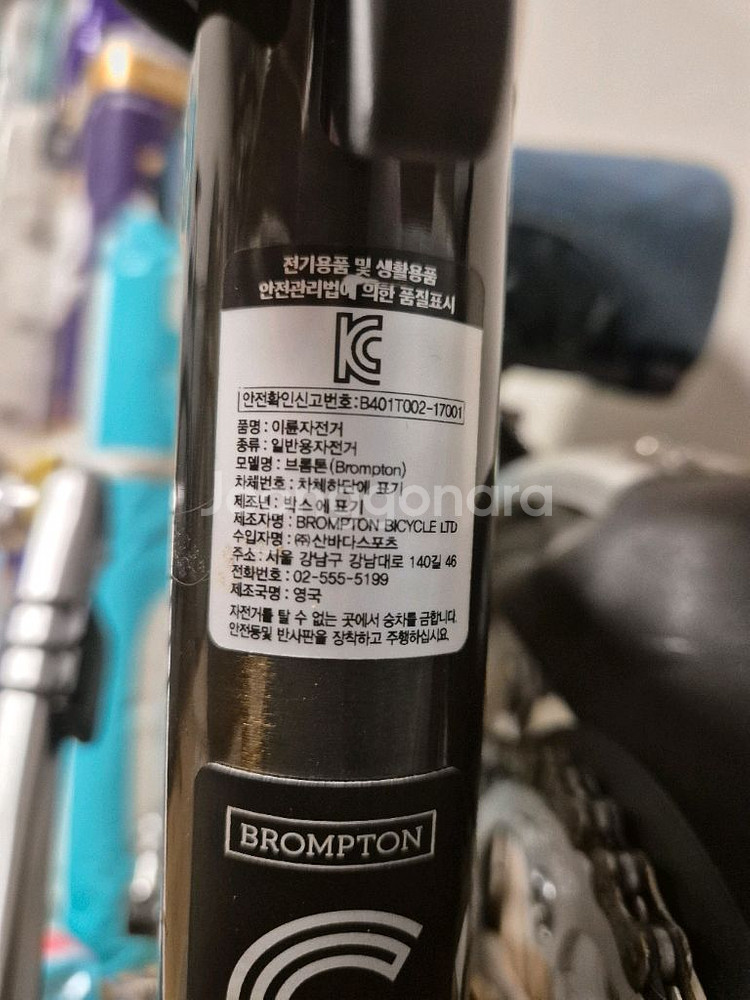 전기용품 및 생활용품
안전관리법에 의한 품질표시
KC
안전확인신고번호:B401T002-17001
품명 : 이륜자전거
종류 : 일반용자전거
모델명 : 브롬톤(Brompton)
차체번호 : 차체하단에 표기
제조년 : 박스에 표기
제조자명 : BROMPTON BICYCLE LTD
수입자명 : ㈜산바다스포츠
주소 : 서울 강남구 강남대로 140길 46
전화번호 : 02-555-5199
제조국명 : 영국
자전거를 탈 수 없는 곳에서 승차를 금합니다.
안전등및 반사판을 장착하고 주행하십시요.
Joongqonara
BROMPTON